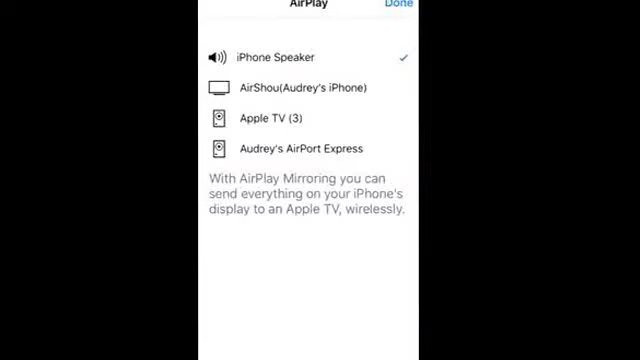 AirPlay
Done
iPhone Speaker
AirShou(Audrey's iPhone)
Apple TV (3)
Audrey's AirPort Express
With AirPlay Mirroring you can
send everything on your iPhone's
display to an Apple TV, wirelessly.